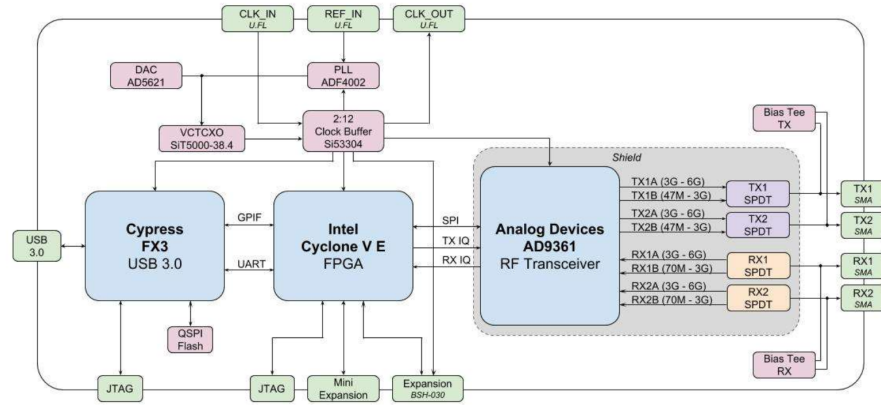 CLK_IN
U.FL
REF_IN
U.FL
CLK_OUT
U.FL
DAC
AD5621
PLL
ADF4002
VCTCXO
SiT5000-38.4
2:12
Clock Buffer
Si53304
Bias Tee
TX
Shield
Cypress
FX3
USB 3.0
GPIF
UART
Intel
Cyclone V E
FPGA
SPI
TX IQ
RX IQ
Analog Devices
AD9361
RF Transceiver
TX1A (3G - 6G)
TX1B (47M - 3G)
TX2A (3G - 6G)
TX2B (47M - 3G)
RX1A (3G - 6G)
RX1B (70M - 3G)
RX2A (3G - 6G)
RX2B (70M - 3G)
TX1
SPDT
TX2
SPDT
RX1
SPDT
RX2
SPDT
TX1
SMA
TX2
SMA
RX1
SMA
RX2
SMA
USB
3.0
QSPI
Flash
Bias Tee
RX
JTAG
JTAG
Mini
Expansion
Expansion
BSH-030